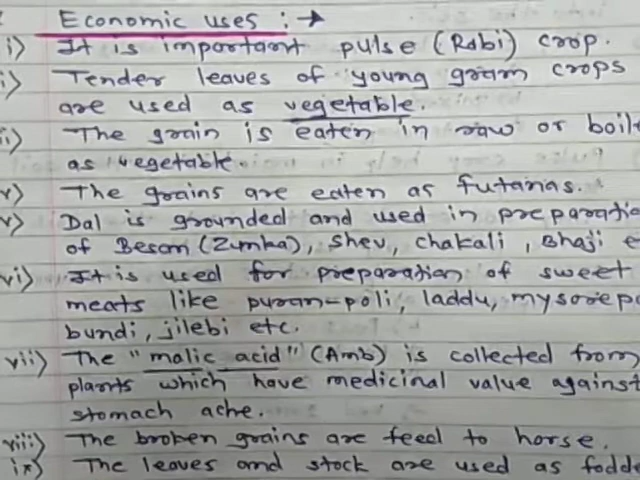 Economic uses :→
i) It is important pulse (Rabi) crop.
i) Tender leaves of young gram crops
are used as vegetable.
ii) The grain is eaten in raw or boile
as vegetable.
v) The grains are eaten as futanas.
v) Dal is grounded and used in preparatio
of Besan (Zunka), Shev, Chakali, Bhaji e
vi) It is used for preparation of sweet
meats like puran-poli, laddu, mysorep
bundi, jilebi etc.
vii) The "malic acid" (Amb) is collected from
plants which have medicinal value against
stomach ache.
viii) The broken grains are feed to horse.
ix) The leaves and stock are used as fodde